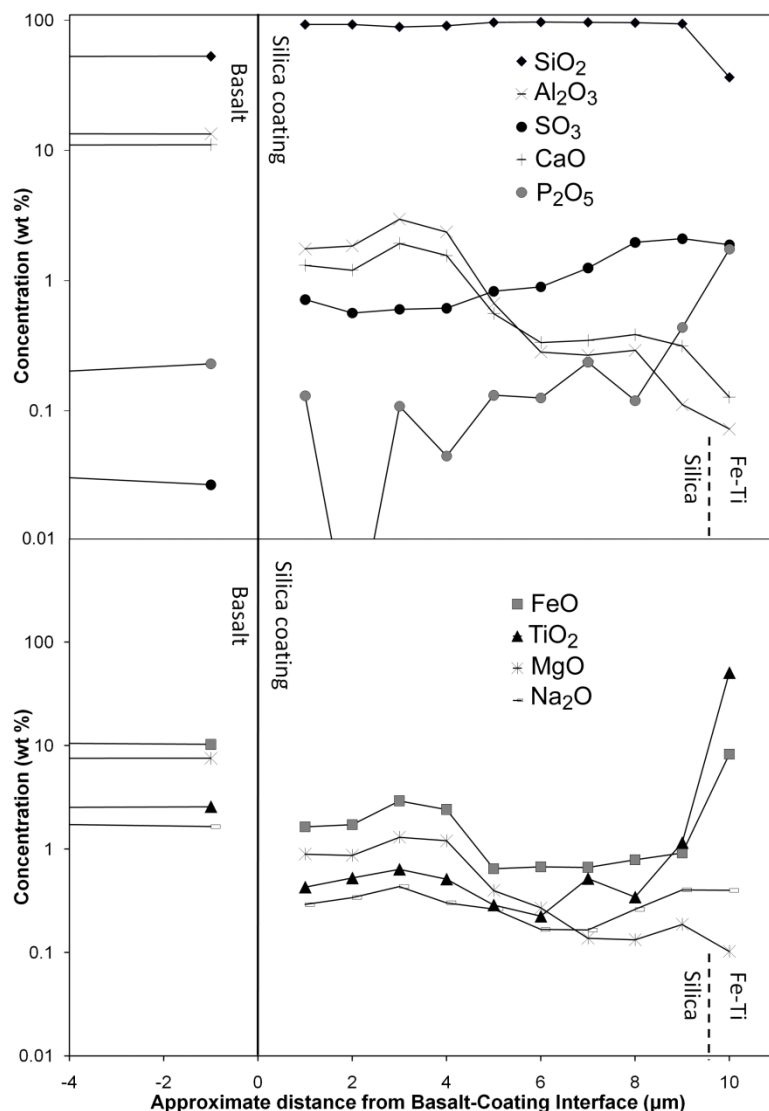 100
10
1
0.1
0.01
Concentration (wt %)
Basalt
Silica coating
SiO₂
Al₂O₃
SO₃
CaO
P₂O₅
Silica
Fe-Ti
100
10
1
0.1
0.01
Concentration (wt %)
Basalt
Silica coating
FeO
TiO₂
MgO
Na₂O
Silica
Fe-Ti
-4 -2 0 2 4 6 8 10
Approximate distance from Basalt-Coating Interface (µm)